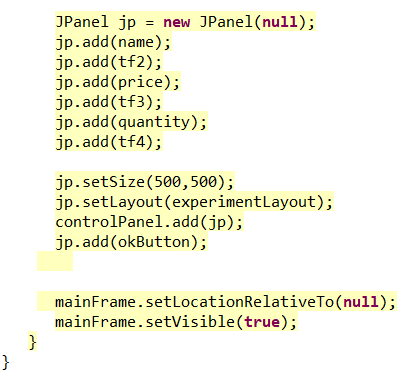 JPanel jp = new JPanel(null);
jp.add(name);
jp.add(tf2);
jp.add(price);
jp.add(tf3);
jp.add(quantity);
jp.add(tf4);
jp.setSize(500,500);
jp.setLayout(experimentLayout);
controlPanel.add(jp);
jp.add(okButton);
mainFrame.setLocationRelativeTo(null);
mainFrame.setVisible(true);
}
}